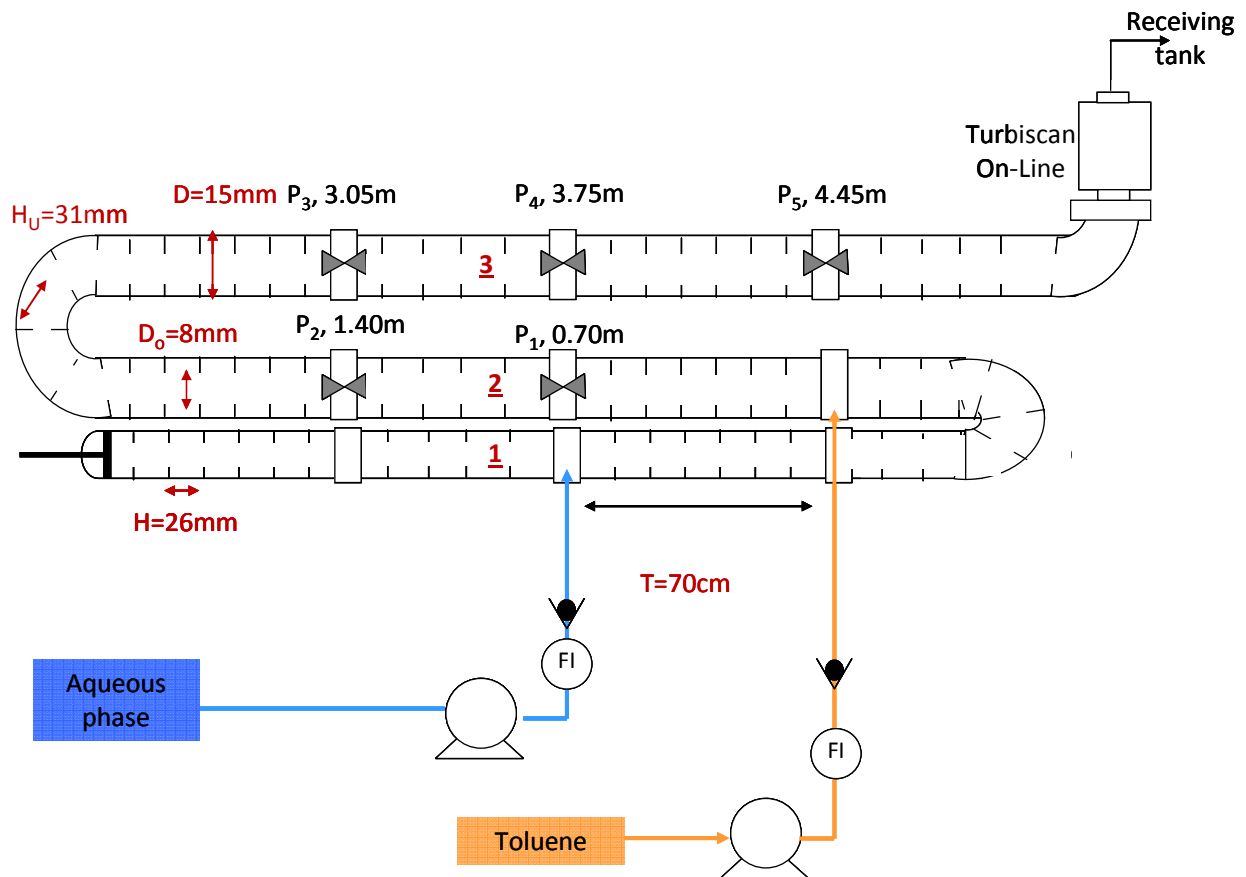 Receiving
tank
Turbiscan
On-Line
D=15mm
P3, 3.05m
P4, 3.75m
P5, 4.45m
HU=31mm
3
Do=8mm
P2, 1.40m
P1, 0.70m
2
1
H=26mm
T=70cm
FI
Aqueous
phase
FI
Toluene